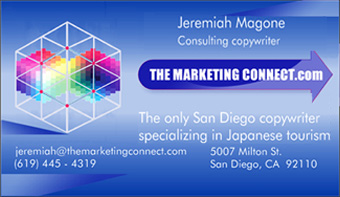 Jeremiah Magone
Consulting copywriter
THE MARKETING CONNECT.com
The only San Diego copywriter
specializing in Japanese tourism
jeremiah@themarketingconnect.com
(619) 445 - 4319
5007 Milton St.
San Diego, CA 92110